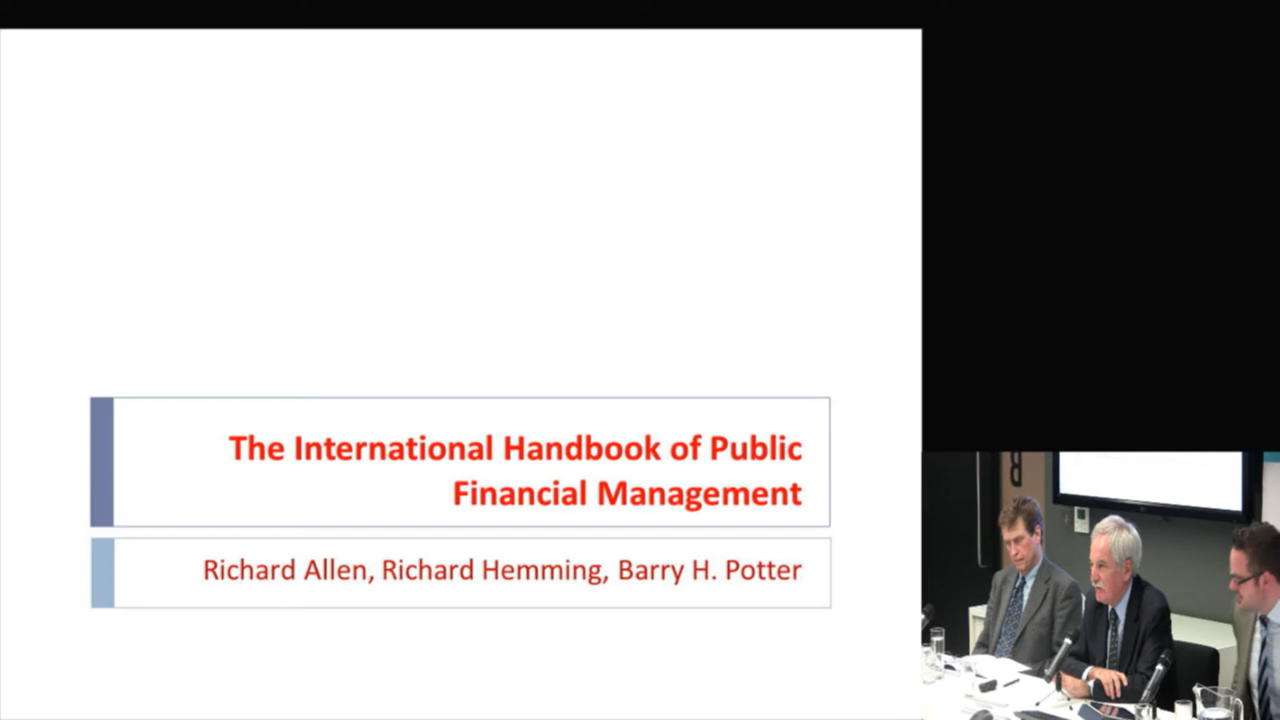 The International Handbook of Public
Financial Management
Richard Allen, Richard Hemming, Barry H. Potter